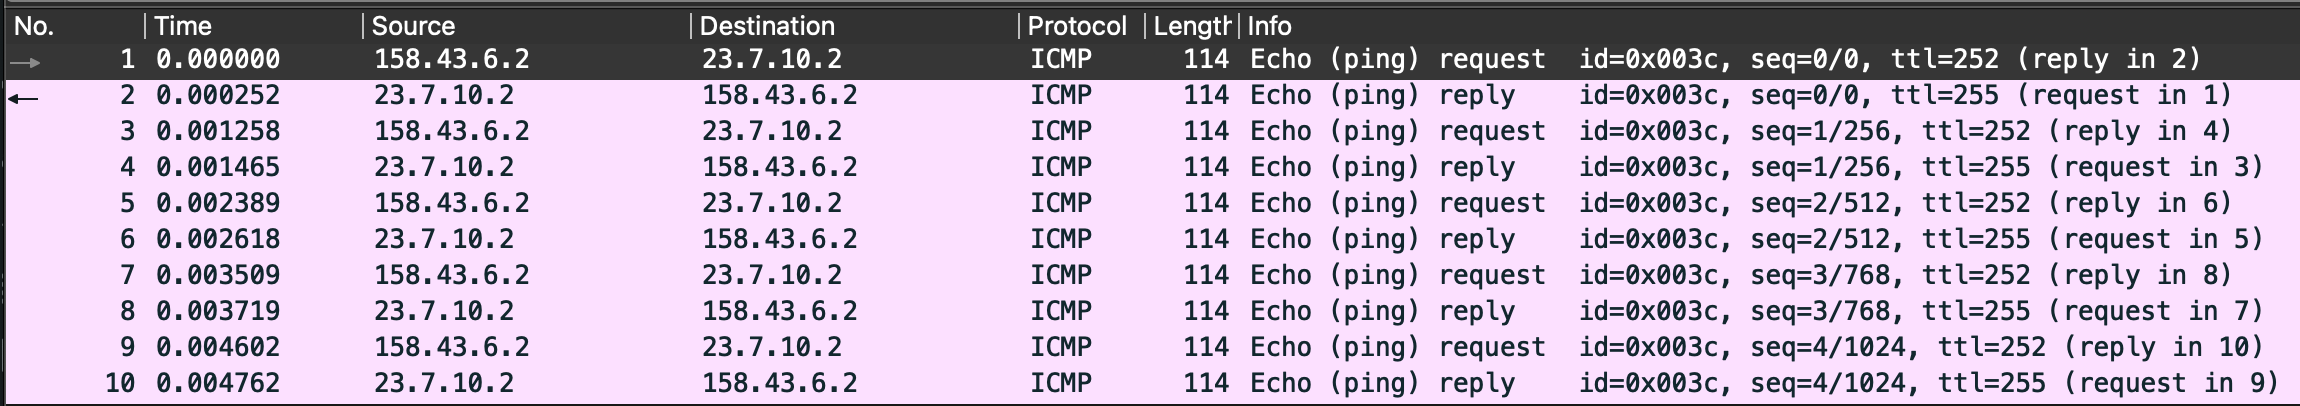 No. Time Source Destination Protocol Length Info
1 0.000000 158.43.6.2 23.7.10.2 ICMP 114 Echo (ping) request id=0x003c, seq=0/0, ttl=252 (reply in 2)
2 0.000252 23.7.10.2 158.43.6.2 ICMP 114 Echo (ping) reply id=0x003c, seq=0/0, ttl=255 (request in 1)
3 0.001258 158.43.6.2 23.7.10.2 ICMP 114 Echo (ping) request id=0x003c, seq=1/256, ttl=252 (reply in 4)
4 0.001465 23.7.10.2 158.43.6.2 ICMP 114 Echo (ping) reply id=0x003c, seq=1/256, ttl=255 (request in 3)
5 0.002389 158.43.6.2 23.7.10.2 ICMP 114 Echo (ping) request id=0x003c, seq=2/512, ttl=252 (reply in 6)
6 0.002618 23.7.10.2 158.43.6.2 ICMP 114 Echo (ping) reply id=0x003c, seq=2/512, ttl=255 (request in 5)
7 0.003509 158.43.6.2 23.7.10.2 ICMP 114 Echo (ping) request id=0x003c, seq=3/768, ttl=252 (reply in 8)
8 0.003719 23.7.10.2 158.43.6.2 ICMP 114 Echo (ping) reply id=0x003c, seq=3/768, ttl=255 (request in 7)
9 0.004602 158.43.6.2 23.7.10.2 ICMP 114 Echo (ping) request id=0x003c, seq=4/1024, ttl=252 (reply in 10)
10 0.004762 23.7.10.2 158.43.6.2 ICMP 114 Echo (ping) reply id=0x003c, seq=4/1024, ttl=255 (request in 9)